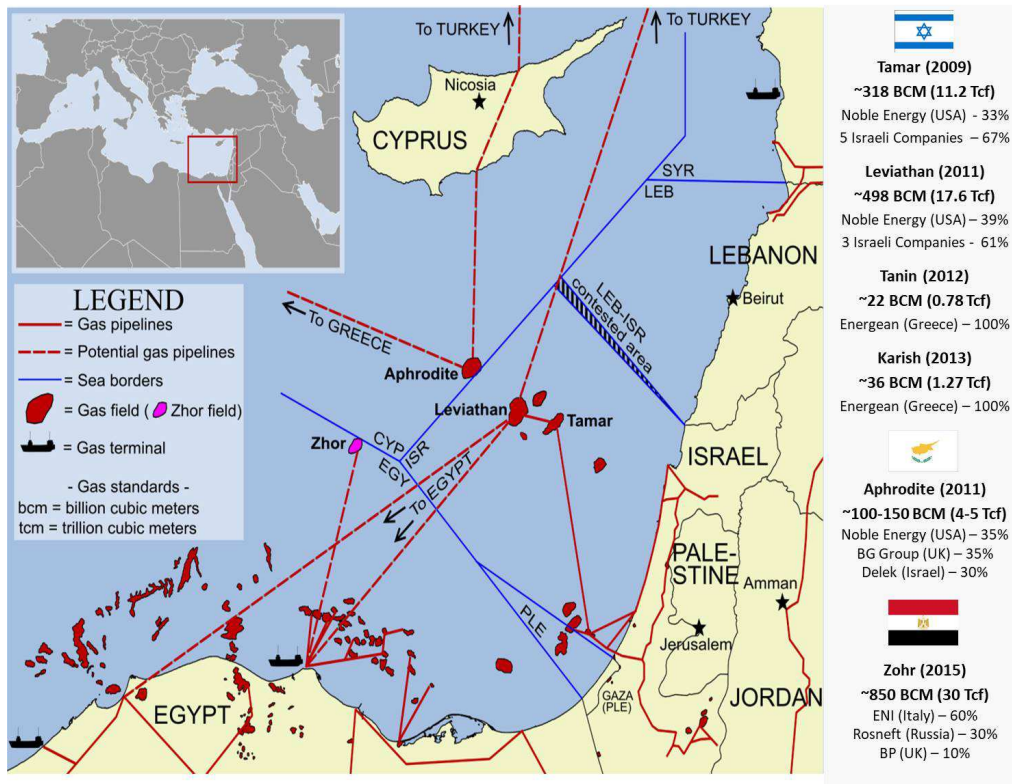 To TURKEY
To TURKEY
Nicosia
CYPRUS
SYR
LEB
LEBANON
Beirut
LEB-ISR
contested area
To GREECE
Aphrodite
Leviathan
Tamar
Zhor
CYP
ISR
EGY
To EGYPT
ISRAEL
PALE-
STINE
Amman
PLE
Jerusalem
GAZA
(PLE)
JORDAN
EGYPT
LEGEND
= Gas pipelines
= Potential gas pipelines
= Sea borders
= Gas field ( Zhor field)
= Gas terminal
- Gas standards -
bcm = billion cubic meters
tcm = trillion cubic meters
Tamar (2009)
~318 BCM (11.2 Tcf)
Noble Energy (USA) - 33%
5 Israeli Companies – 67%
Leviathan (2011)
~498 BCM (17.6 Tcf)
Noble Energy (USA) – 39%
3 Israeli Companies - 61%
Tanin (2012)
~22 BCM (0.78 Tcf)
Energean (Greece) – 100%
Karish (2013)
~36 BCM (1.27 Tcf)
Energean (Greece) – 100%
Aphrodite (2011)
~100-150 BCM (4-5 Tcf)
Noble Energy (USA) – 35%
BG Group (UK) – 35%
Delek (Israel) – 30%
Zohr (2015)
~850 BCM (30 Tcf)
ENI (Italy) – 60%
Rosneft (Russia) – 30%
BP (UK) – 10%